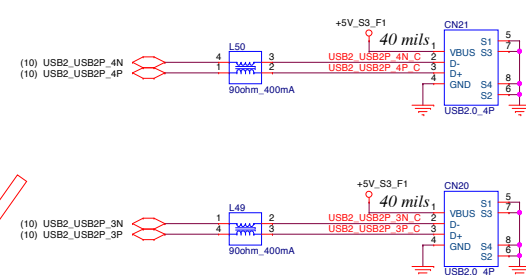 +5V_S3_F1
CN21
40 mils
L50
(10) USB2_USB2P_4N 4 3 USB2_USB2P_4N_C 2 D-
(10) USB2_USB2P_4P 1 2 USB2_USB2P_4P_C 3 D+
1 VBUS
4 GND
S1 5
S3 7
S4 8
S2 6
90ohm_400mA
USB2.0_4P
+5V_S3_F1
CN20
40 mils
L49
(10) USB2_USB2P_3N 1 2 USB2_USB2P_3N_C 2 D-
(10) USB2_USB2P_3P 4 3 USB2_USB2P_3P_C 3 D+
1 VBUS
4 GND
S1 5
S3 7
S4 8
S2 6
90ohm_400mA
USB2.0_4P